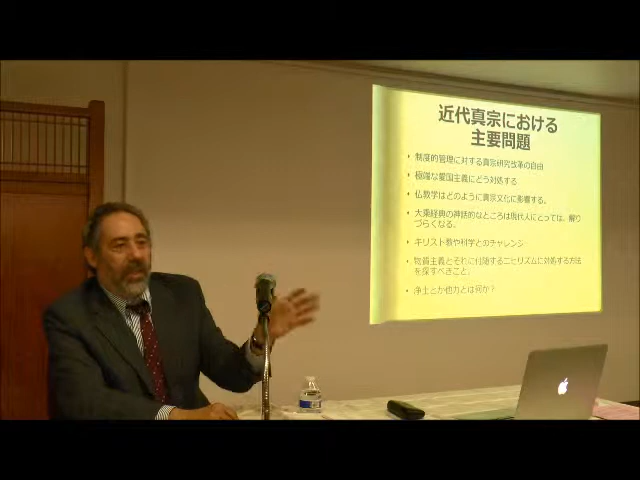 近代真宗における
主要問題
• 制度的管理に対する真宗研究改革の自由
• 極端な愛国主義にどう対処する
• 仏教学はどのように真宗文化に影響する。
• 大乗経典の神話的なところは現代人にとっては、解り
づらくなる。
• キリスト教や科学とのチャレンジ
• 物質主義とそれに付随するニヒリズムに対処する方法
を探すべきこと。
• 浄土とか他力とは何か？